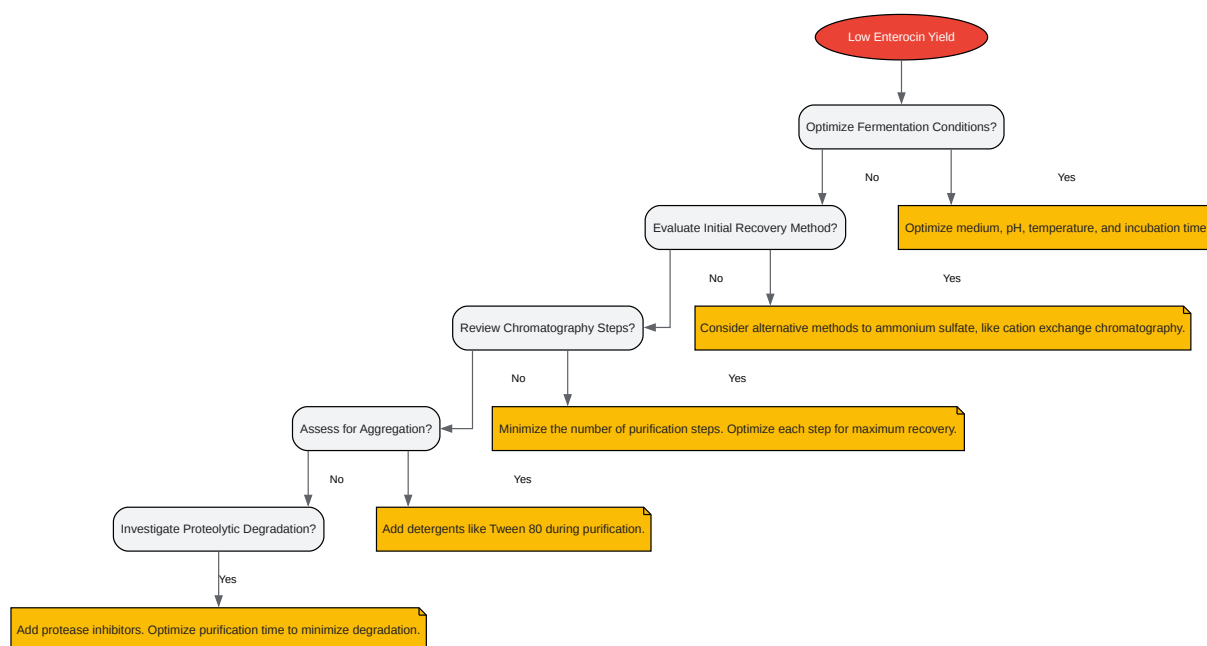 Low Enterocin Yield
Optimize Fermentation Conditions?
No
Yes
Evaluate Initial Recovery Method?
Optimize medium, pH, temperature, and incubation time
No
Yes
Review Chromatography Steps?
Consider alternative methods to ammonium sulfate, like cation exchange chromatography.
No
Yes
Assess for Aggregation?
Minimize the number of purification steps. Optimize each step for maximum recovery.
No
Yes
Investigate Proteolytic Degradation?
Add detergents like Tween 80 during purification.
Yes
Add protease inhibitors. Optimize purification time to minimize degradation.